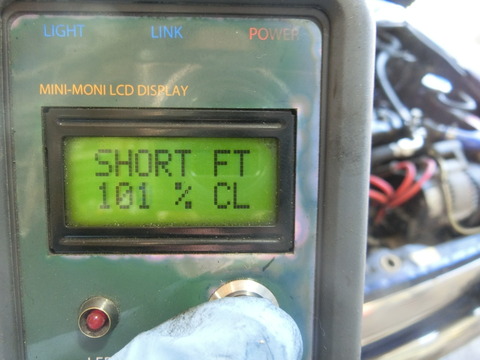 LIGHT LINK POWER
MINI-MONI LCD DISPLAY
SHORT FT
101 % CL